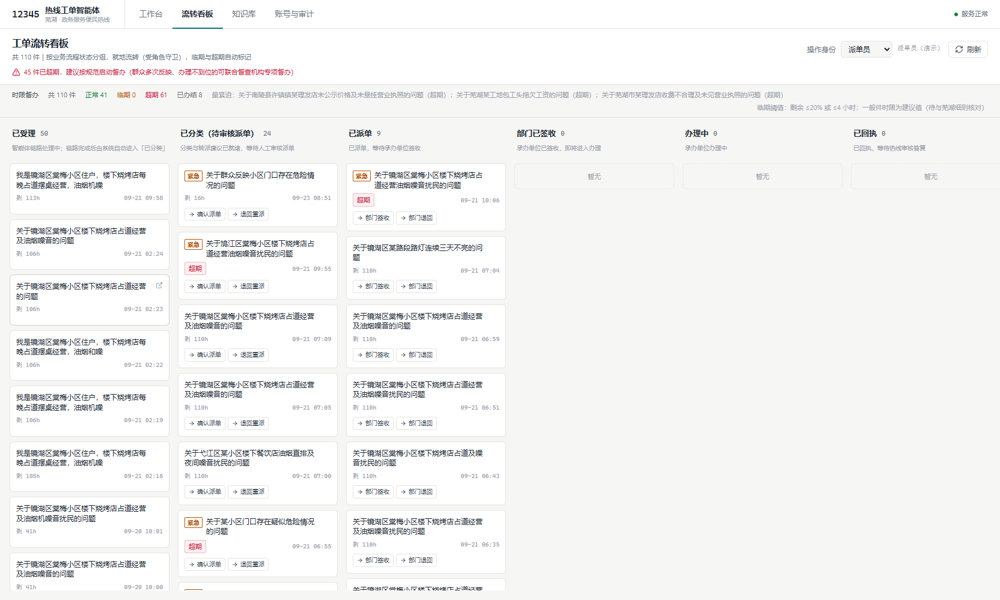 12345
热线工单智能体
芜湖 · 政务服务便民热线
工作台
流转看板
知识库
账号与审计
服务正常
工单流转看板
共 110 件 | 按业务流程状态分组，就地流转（受角色守卫），临期与超期自动标记
45 件已超期，建议按规范启动督办（群众多次反映、办理不到位的可联合督查机构专项督办）
操作身份
派单员
派单员（演示）
刷新
时限督办
共 110 件
正常 41
临期 0
超期 61
已办结 8
最紧迫：关于南陵县许镇镇某理发店未公示价格及未悬挂营业执照的问题（超期）；关于芜湖某工地包工头拖欠工资的问题（超期）；关于芜湖市某理发店收费不合理及未见营业执照的问题（超期）
临期阈值：剩余 ≤20% 或 ≤4 小时；一般件时限为建议值（待与芜湖细则核对）
已受理 50
智能体链路处理中；链路完成后由系统自动进入「已分类」
我是镜湖区棠梅小区住户，楼下烧烤店每
晚占道摆桌经营，油烟机噪
剩 113h
09-21 09:58
关于镜湖区棠梅小区楼下烧烤店占道经营
及油烟噪音的问题
剩 106h
09-21 02:24
关于镜湖区棠梅小区楼下烧烤店占道经营
的问题
剩 106h
09-21 02:23
我是镜湖区棠梅小区住户，楼下烧烤店每
晚占道摆桌经营，油烟和噪
剩 106h
09-21 02:22
我是镜湖区棠梅小区住户，楼下烧烤店每
晚占道摆桌经营，油烟机噪
剩 106h
09-21 02:19
我是镜湖区棠梅小区住户，楼下烧烤店每
晚占道摆桌经营，油烟机噪
剩 105h
09-21 02:16
关于镜湖区棠梅小区楼下烧烤店占道经营
及油烟机噪音扰民的问题
剩 41h
09-20 10:01
关于镜湖区棠梅小区楼下烧烤店占道经营
及油烟噪音的问题
剩 41h
09-20 10:00
已分类（待审核派单） 24
分类与转派建议已就绪，等待人工审核派单
紧急
关于群众反映小区门口存在危险情
况的问题
剩 16h
09-23 08:51
确认派单
退回重派
紧急
关于鸠江区棠梅小区楼下烧烤店占
道经营油烟噪音扰民的问题
超期
09-21 09:55
确认派单
退回重派
关于镜湖区棠梅小区楼下烧烤店占道经营
及油烟噪音的问题
剩 110h
09-21 07:09
确认派单
退回重派
关于镜湖区棠梅小区楼下烧烤店占道经营
及油烟噪音的问题
剩 110h
09-21 07:05
确认派单
退回重派
关于弋江区某小区楼下餐饮店油烟直排及
夜间噪音扰民的问题
剩 110h
09-21 07:00
确认派单
退回重派
紧急
关于某小区门口存在疑似危险情况
的问题
超期
09-21 06:55
确认派单
退回重派
已派单 9
已派单，等待承办单位签收
紧急
关于镜湖区棠梅小区楼下烧烤店占
道经营油烟噪音扰民的问题
超期
09-21 10:06
部门签收
部门退回
关于镜湖区某路段路灯连续三天不亮的问
题
剩 110h
09-21 07:04
部门签收
部门退回
关于镜湖区棠梅小区楼下烧烤店占道经营
及油烟噪音的问题
剩 110h
09-21 06:59
部门签收
部门退回
关于镜湖区棠梅小区楼下烧烤店占道经营
及油烟噪音扰民的问题
剩 110h
09-21 06:51
部门签收
部门退回
关于镜湖区棠梅小区楼下烧烤店占道及噪
音扰民的问题
剩 110h
09-21 06:43
部门签收
部门退回
关于镜湖区棠梅小区楼下烧烤店占道经营
及油烟噪音扰民的问题
剩 110h
09-21 06:35
部门签收
部门退回
关于镜湖区棠梅小区楼下烧烤店占道经营
部门已签收 0
承办单位已签收，即将进入办理
暂无
办理中 0
承办单位办理中
暂无
已回执 0
已回执，等待热线审核答复
暂无